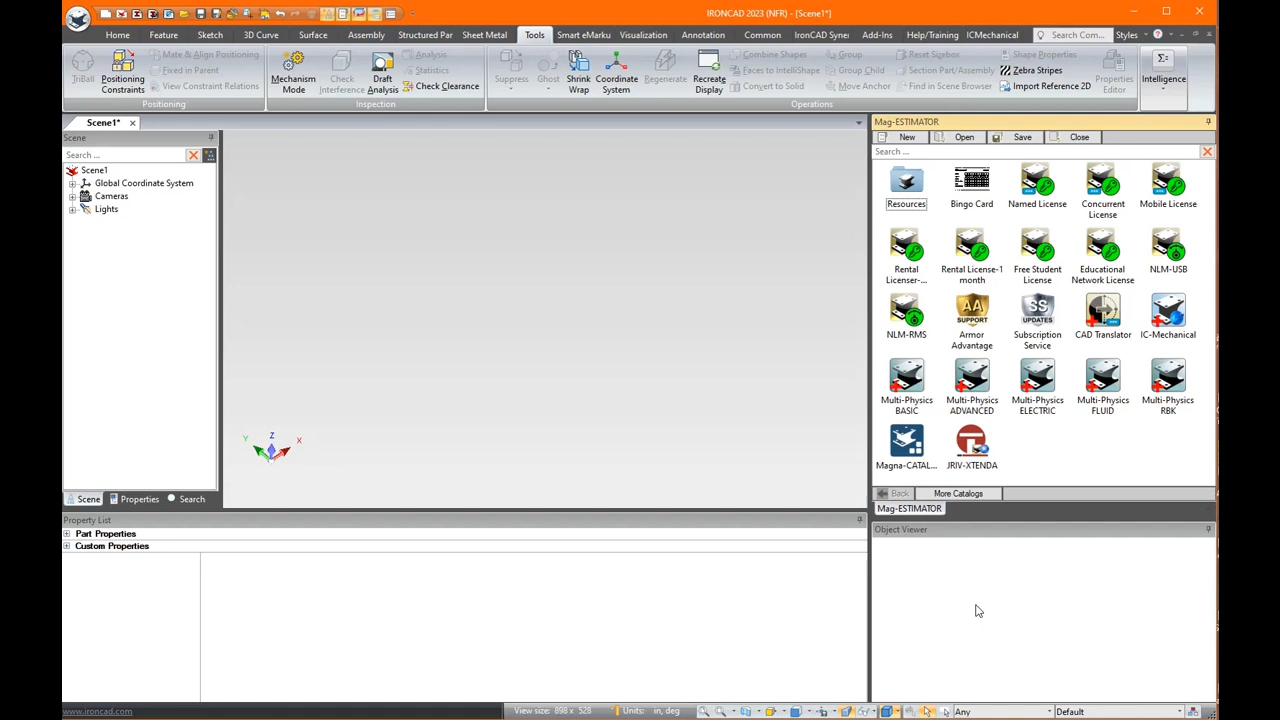 IRONCAD 2023 (NFR) - [Scene1*]
Home Feature Sketch 3D Curve Surface Assembly Structured Par Sheet Metal Tools Smart eMarku Visualization Annotation Common IronCAD Synei Add-Ins Help/Training ICMechanical Search Com... Styles
TriBall
Positioning
Constraints
Mate & Align Positioning
Fixed in Parent
View Constraint Relations
Positioning
Mechanism
Mode
Check
Interference
Draft
Analysis
Analysis
Statistics
Check Clearance
Inspection
Suppress
Ghost
Shrink
Wrap
Coordinate
System
Regenerate
Recreate
Display
Combine Shapes
Faces to IntelliShape
Convert to Solid
Group
Group Child
Move Anchor
Reset Sizebox
Section Part/Assembly
Find in Scene Browser
Shape Properties
Zebra Stripes
Import Reference 2D
Properties
Editor
Operations
Intelligence
Scene1*
Scene
Search ...
Scene1
Global Coordinate System
Cameras
Lights
Scene Properties Search
Y Z X
Mag-ESTIMATOR
New Open Save Close
Search ...
Resources Bingo Card Named License Concurrent
License Mobile License
Rental
Licenser-... Rental License-1
month Free Student
License Educational
Network License NLM-USB
NLM-RMS AA
SUPPORT
Armor
Advantage SS
UPDATES
Subscription
Service CAD Translator IC-Mechanical
Multi-Physics
BASIC Multi-Physics
ADVANCED Multi-Physics
ELECTRIC Multi-Physics
FLUID Multi-Physics
RBK
Magna-CATAL... JRIV-XTENDA
Back More Catalogs
Mag-ESTIMATOR
Object Viewer
Property List
Part Properties
Custom Properties
www.ironcad.com
View size: 898 x 528 Units: in, deg Any Default